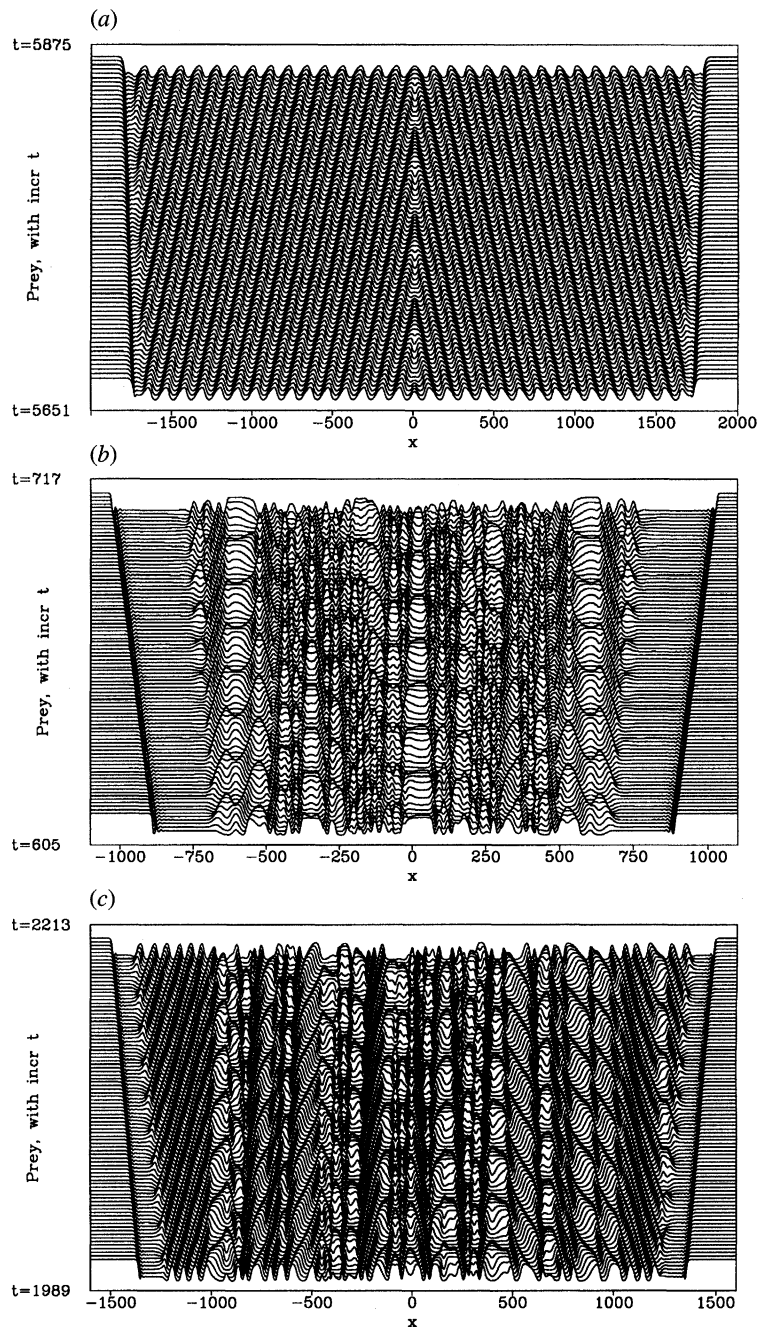 (a)
t=5875
Prey, with incr t
t=5651
-1500 -1000 -500 0 500 1000 1500 2000
x
(b)
t=717
Prey, with incr t
t=605
-1000 -750 -500 -250 0 250 500 750 1000
x
(c)
t=2213
Prey, with incr t
t=1989
-1500 -1000 -500 0 500 1000 1500
x